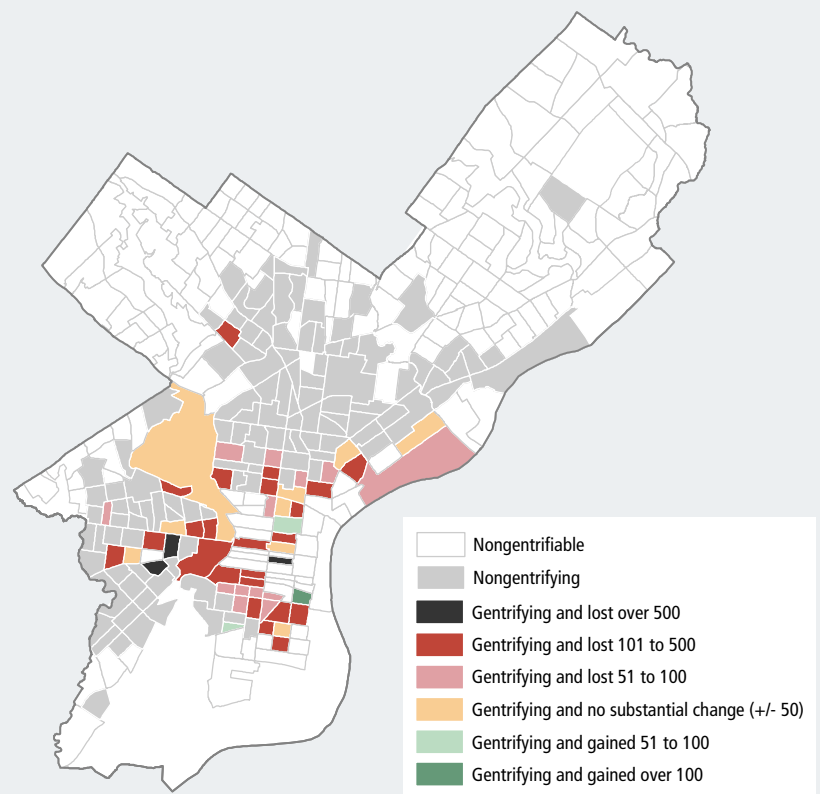 Nongentrifiable
Nongentrifying
Gentrifying and lost over 500
Gentrifying and lost 101 to 500
Gentrifying and lost 51 to 100
Gentrifying and no substantial change (+/- 50)
Gentrifying and gained 51 to 100
Gentrifying and gained over 100